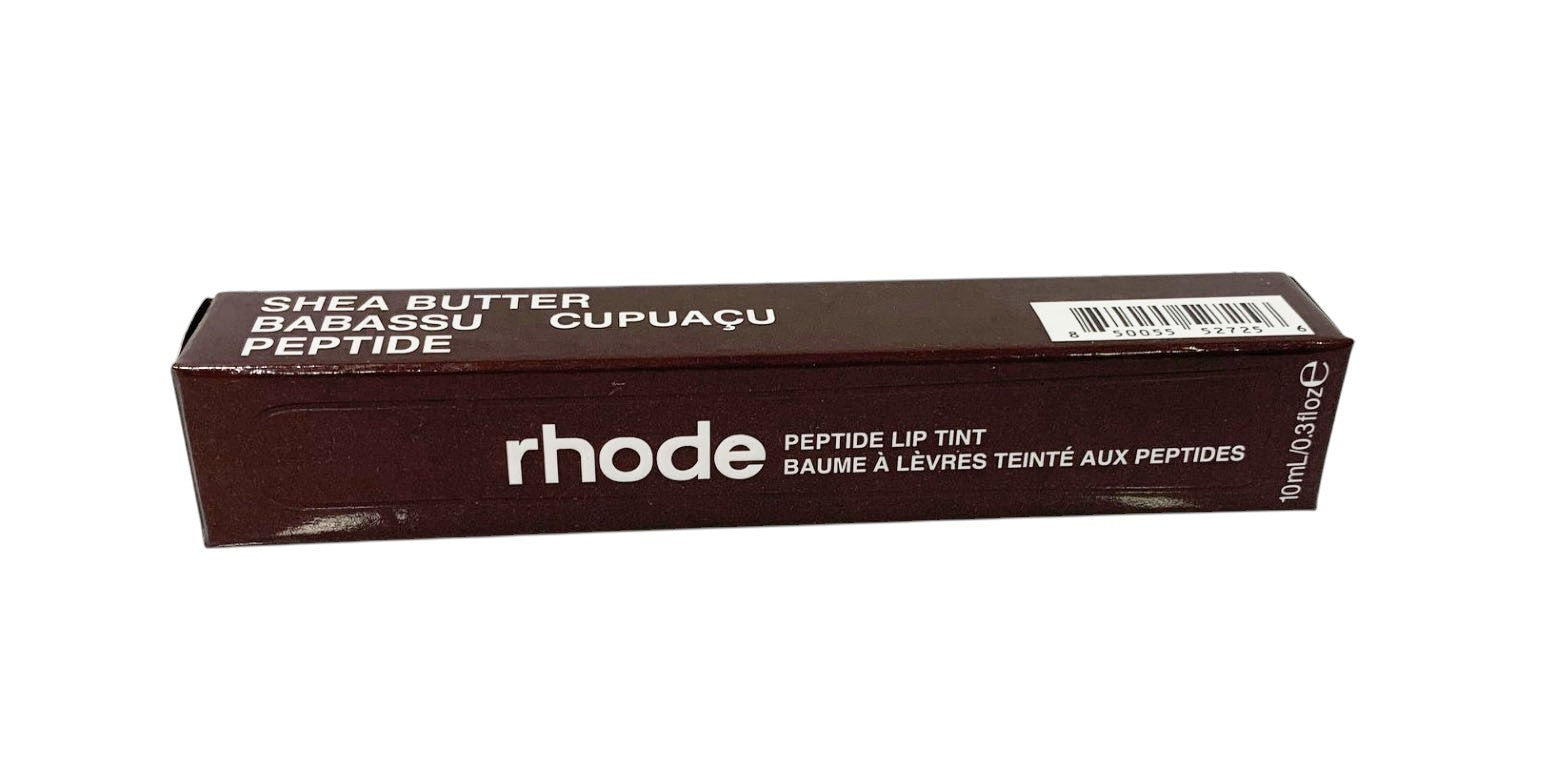 SHEA BUTTER
BABASSU CUPUAÇU
PEPTIDE
8 50055 52725 6
rhode
PEPTIDE LIP TINT
BAUME À LÈVRES TEINTÉ AUX PEPTIDES
10mL/0.3floz℮